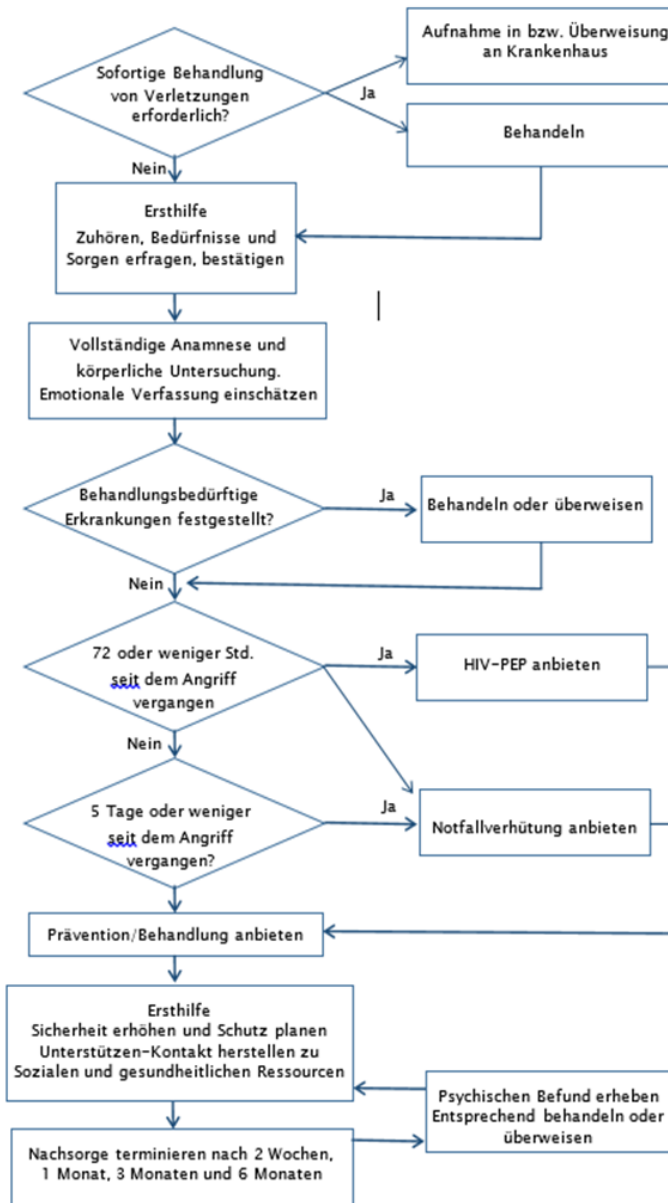 Aufnahme in bzw. Überweisung
an Krankenhaus
Sofortige Behandlung
von Verletzungen
erforderlich?
Ja
Behandeln
Nein
Ersthilfe
Zuhören, Bedürfnisse und
Sorgen erfragen, bestätigen
Vollständige Anamnese und
körperliche Untersuchung.
Emotionale Verfassung einschätzen
Behandlungsbedürftige
Erkrankungen festgestellt?
Ja
Behandeln oder überweisen
Nein
72 oder weniger Std.
seit dem Angriff
vergangen
Ja
HIV-PEP anbieten
Nein
5 Tage oder weniger
seit dem Angriff
vergangen?
Ja
Notfallverhütung anbieten
Prävention/Behandlung anbieten
Ersthilfe
Sicherheit erhöhen und Schutz planen
Unterstützen-Kontakt herstellen zu
Sozialen und gesundheitlichen Ressourcen
Psychischen Befund erheben
Entsprechend behandeln oder
überweisen
Nachsorge terminieren nach 2 Wochen,
1 Monat, 3 Monaten und 6 Monaten